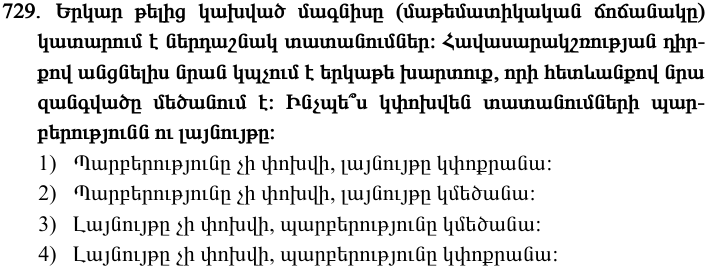 729. Երկար թելից կախված մագնիսը (մաթեմատիկական ճոճանակը)
կատարում է ներդաշնակ տատանումներ: Հավասարակշռության դիր-
քով անցնելիս նրան կպչում է երկաթե խարտուք, որի հետևանքով նրա
զանգվածը մեծանում է: Ինչպե՞ս կփոխվեն տատանումների պար-
բերությունն ու լայնույթը:
1) Պարբերությունը չի փոխվի, լայնույթը կփոքրանա:
2) Պարբերությունը չի փոխվի, լայնույթը կմեծանա:
3) Լայնույթը չի փոխվի, պարբերությունը կմեծանա:
4) Լայնույթը չի փոխվի, պարբերությունը կփոքրանա: